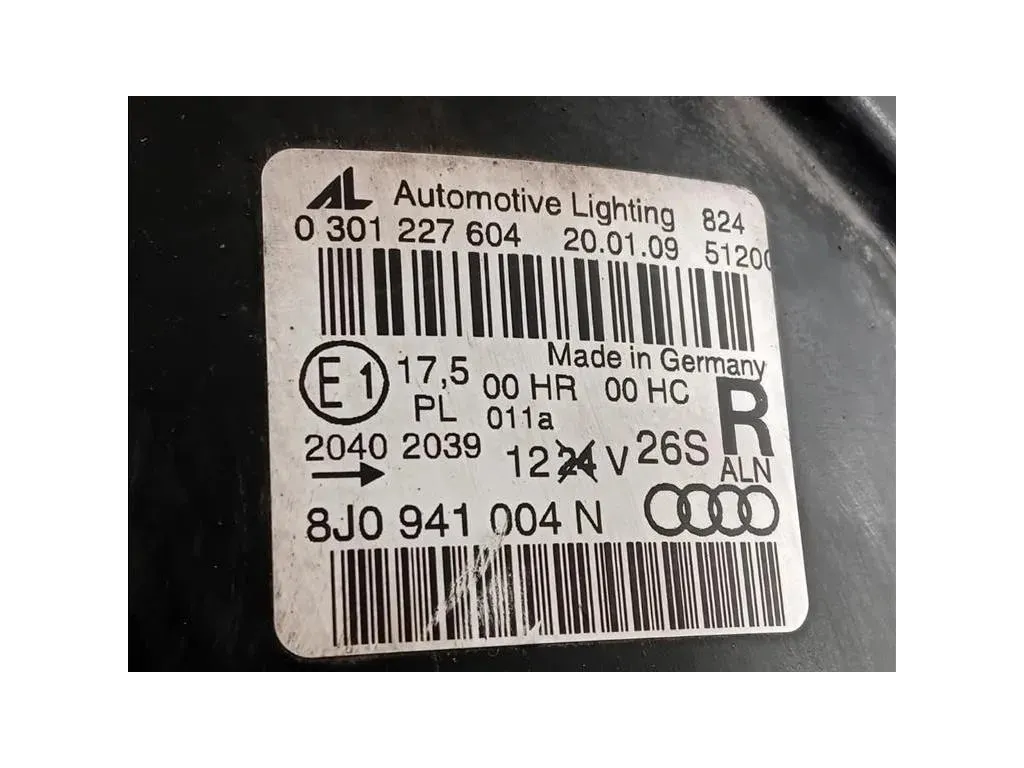 AL Automotive Lighting 824
0 301 227 604 20.01.09 5120
Made in Germany
E1 17,5 00 HR 00 HC R
PL 011a
2040 2039 12 24 V 26S ALN
8J0 941 004 N